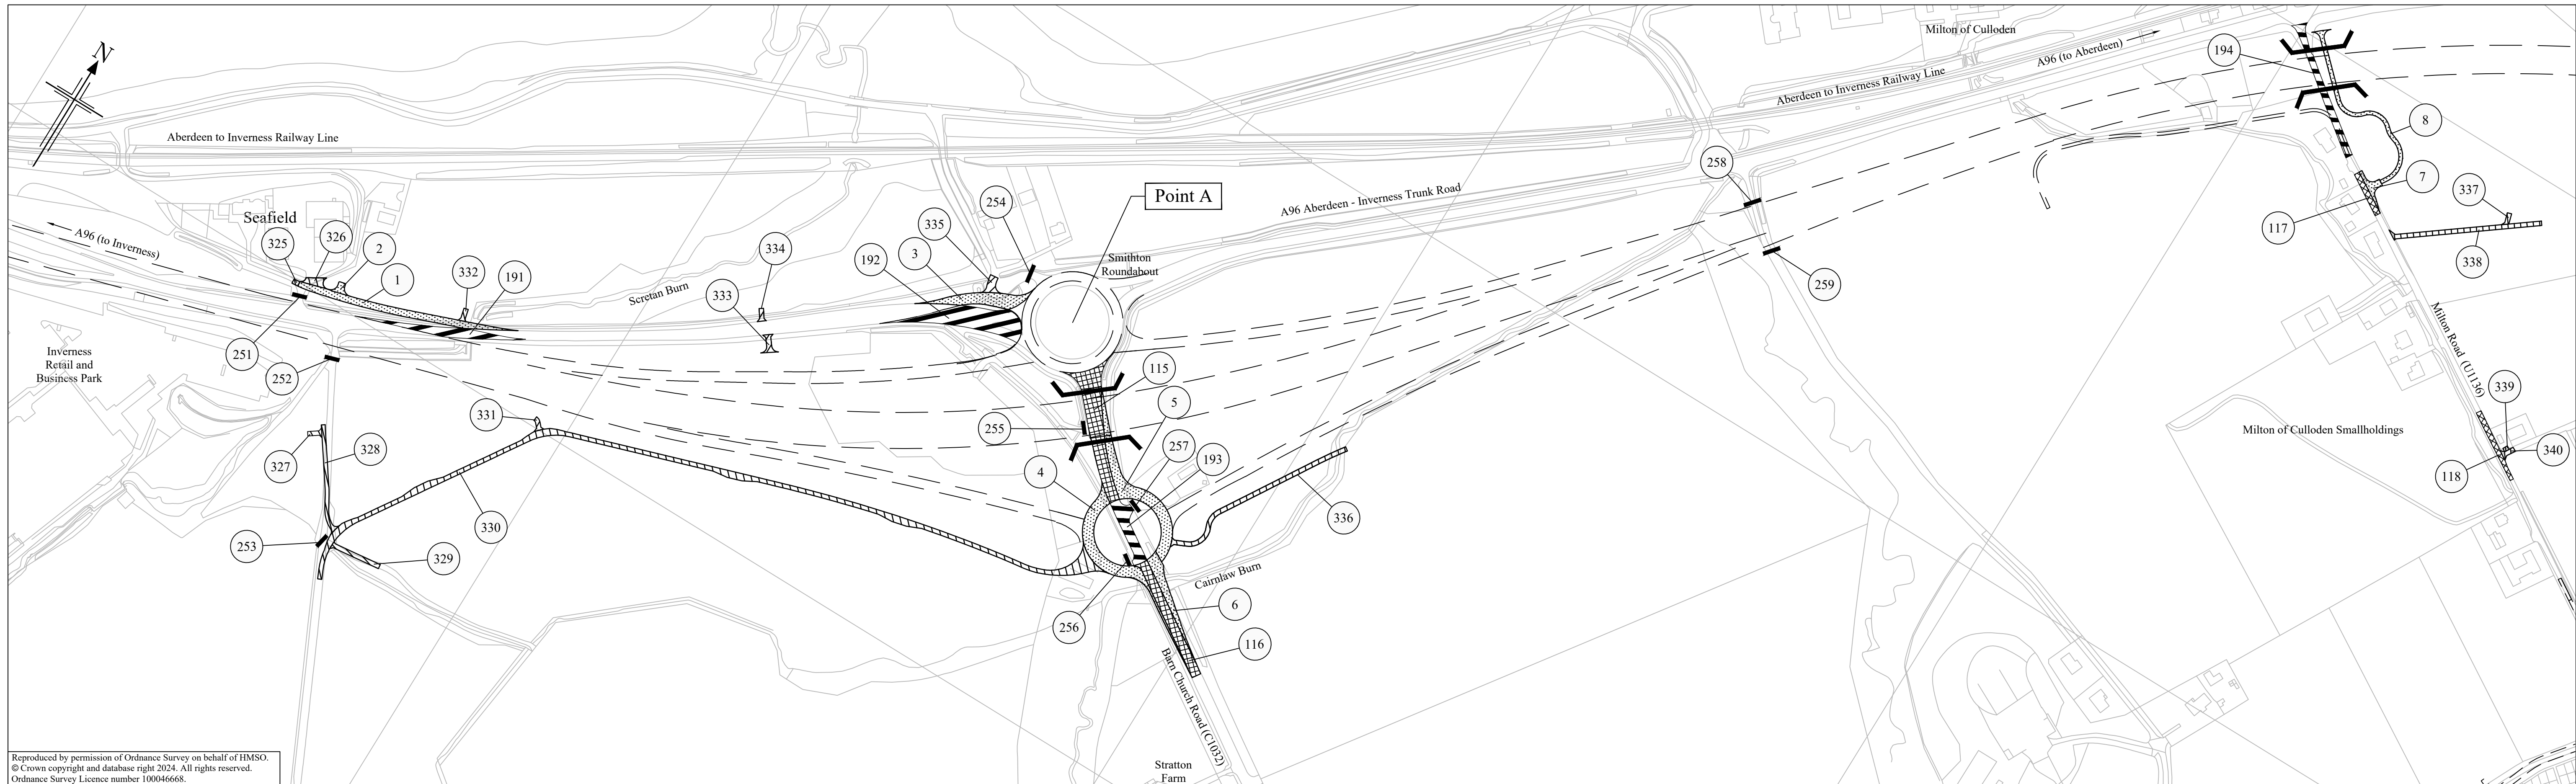 N
Milton of Culloden
194
A96 (to Aberdeen)
Aberdeen to Inverness Railway Line
8
Aberdeen to Inverness Railway Line
258
7
337
Point A
254
A96 Aberdeen - Inverness Trunk Road
Seafield
A96 (to Inverness)
325
326
2
335
3
117
334
192
Smithton
Roundabout
338
1
332
191
Scretan Burn
333
259
Milton Road (U1136)
251
252
Inverness
Retail and
Business Park
115
5
339
331
255
257
193
Milton of Culloden Smallholdings
327
328
4
118
340
330
336
253
329
Cairnlaw Burn
256
6
116
Barn Church Road (C1032)
Stratton
Farm
Reproduced by permission of Ordnance Survey on behalf of HMSO.
© Crown copyright and database right 2024. All rights reserved.
Ordnance Survey Licence number 100046668.